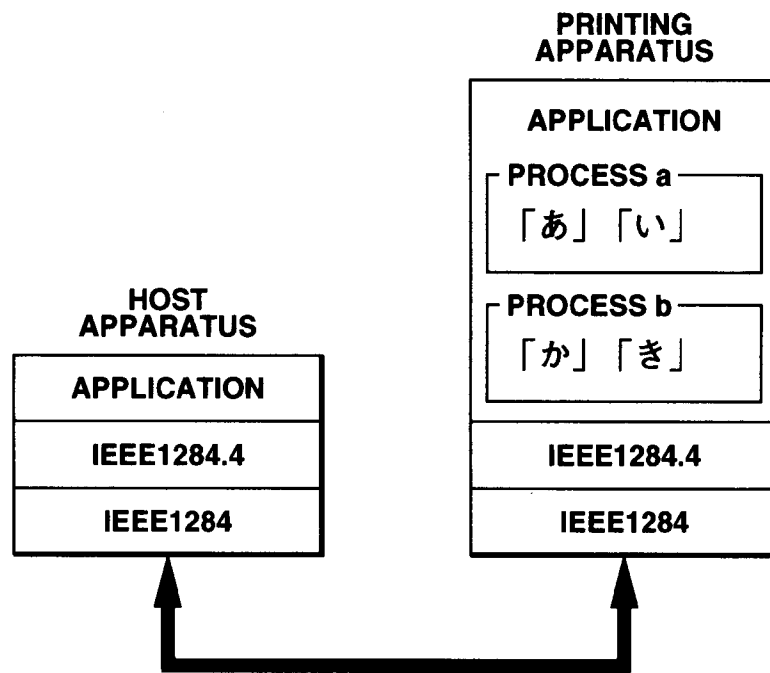 PRINTING
APPARATUS
APPLICATION
PROCESS a
「あ」「い」
PROCESS b
「か」「き」
IEEE1284.4
IEEE1284
HOST
APPARATUS
APPLICATION
IEEE1284.4
IEEE1284